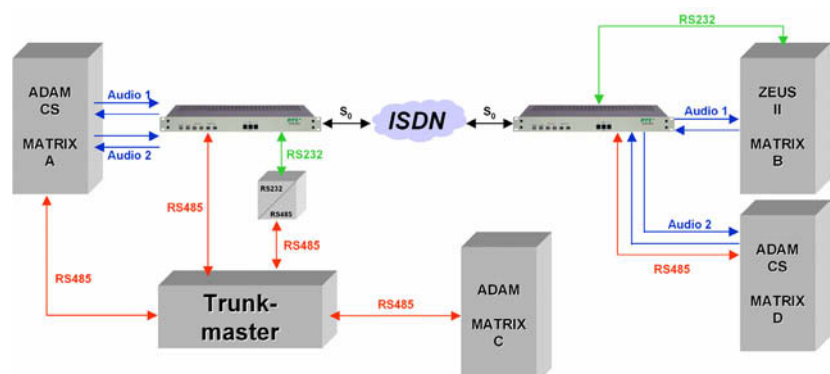 RS232
ADAM
CS
MATRIX
A
Audio 1
Audio 2
S0
ISDN
S0
Audio 1
ZEUS
II
MATRIX
B
RS232
RS232
RS485
RS485
RS485
RS485
Audio 2
RS485
ADAM
CS
MATRIX
D
Trunk-
master
RS485
ADAM
MATRIX
C